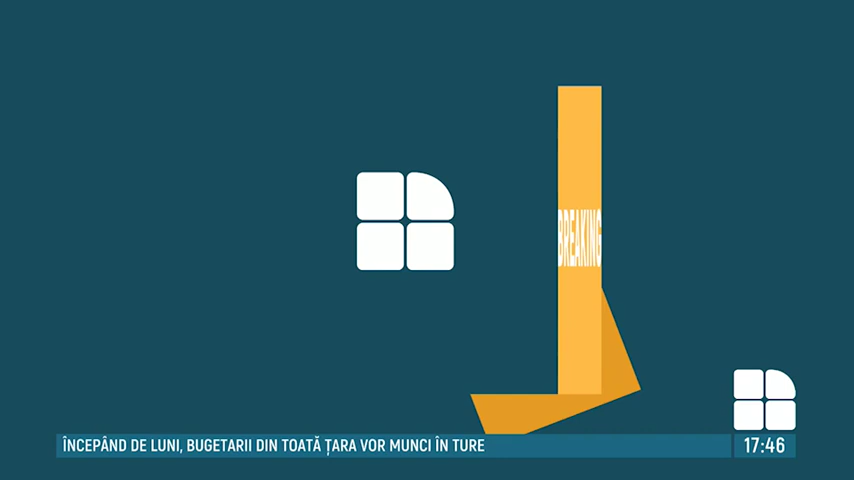 BREAKING
ÎNCEPÂND DE LUNI, BUGETARII DIN TOATĂ ȚARA VOR MUNCI ÎN TURE
17:46